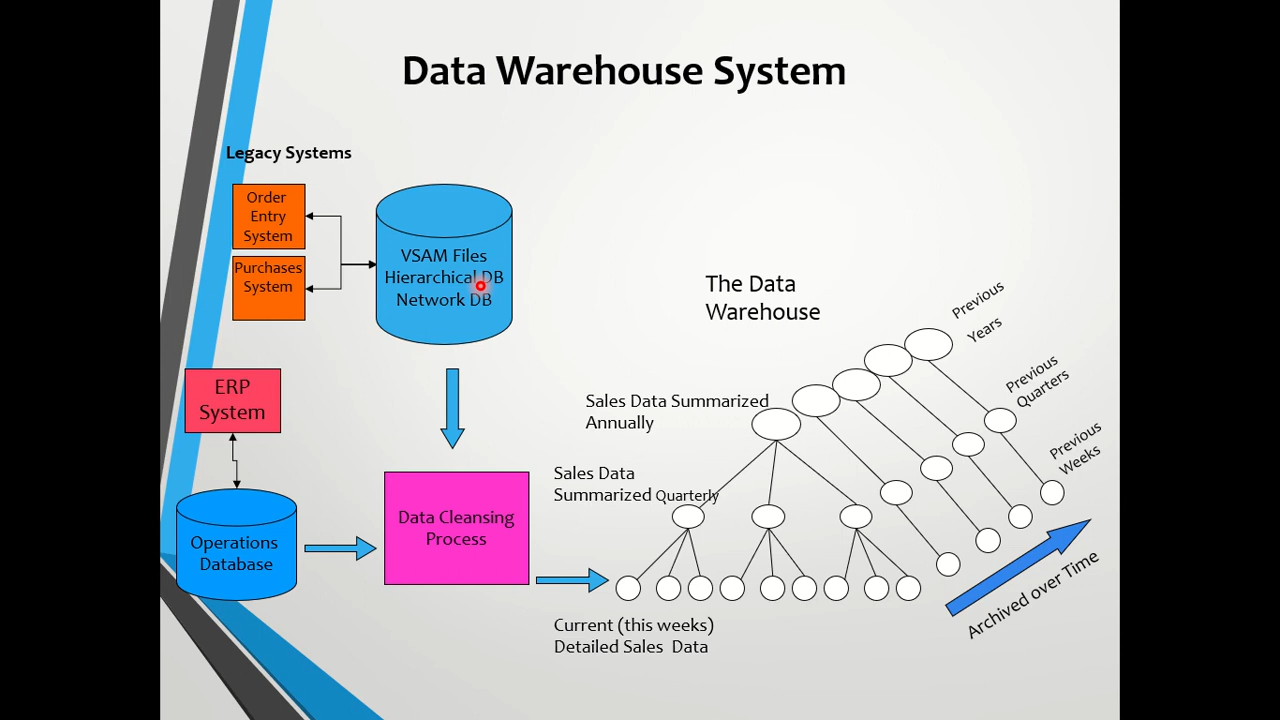 Data Warehouse System
Legacy Systems
Order
Entry
System
Purchases
System
VSAM Files
Hierarchical DB
Network DB
ERP
System
Operations
Database
Data Cleansing
Process
The Data
Warehouse
Sales Data Summarized
Annually
Sales Data
Summarized Quarterly
Current (this weeks)
Detailed Sales Data
Previous
Years
Previous
Quarters
Previous
Weeks
Archived over Time